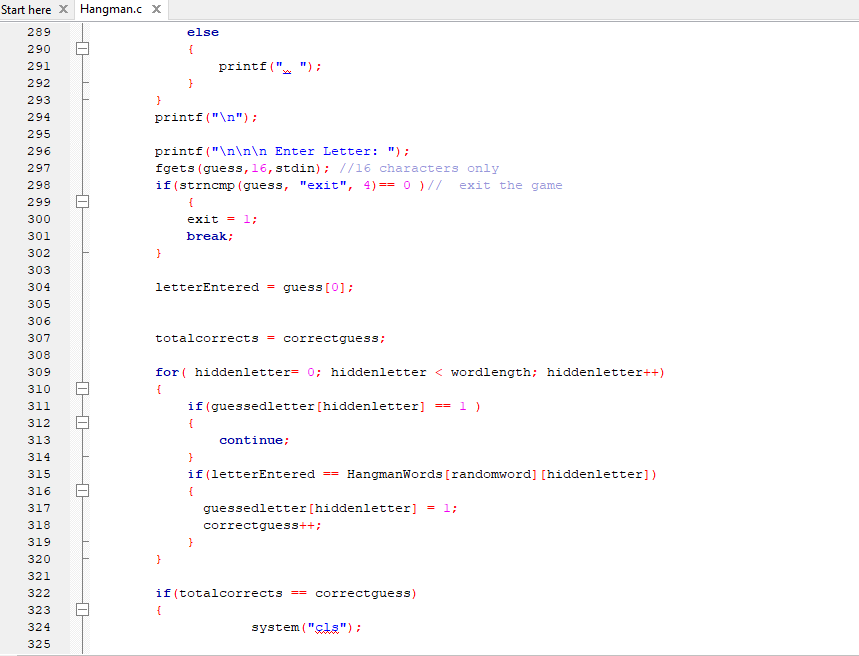 Start here Hangman.c
289 else
290 {
291 printf("_ ");
292 }
293 }
294 printf("\n");
295
296 printf("\n\n\n Enter Letter: ");
297 fgets(guess,16,stdin); //16 characters only
298 if(strncmp(guess, "exit", 4)== 0 )//  exit the game
299 {
300 exit = 1;
301 break;
302 }
303
304 letterEntered = guess[0];
305
306
307 totalcorrects = correctguess;
308
309 for( hiddenletter= 0; hiddenletter < wordlength; hiddenletter++)
310 {
311 if(guessedletter[hiddenletter] == 1 )
312 {
313 continue;
314 }
315 if(letterEntered == HangmanWords[randomword][hiddenletter])
316 {
317 guessedletter[hiddenletter] = 1;
318 correctguess++;
319 }
320 }
321
322 if(totalcorrects == correctguess)
323 {
324 system("cls");
325